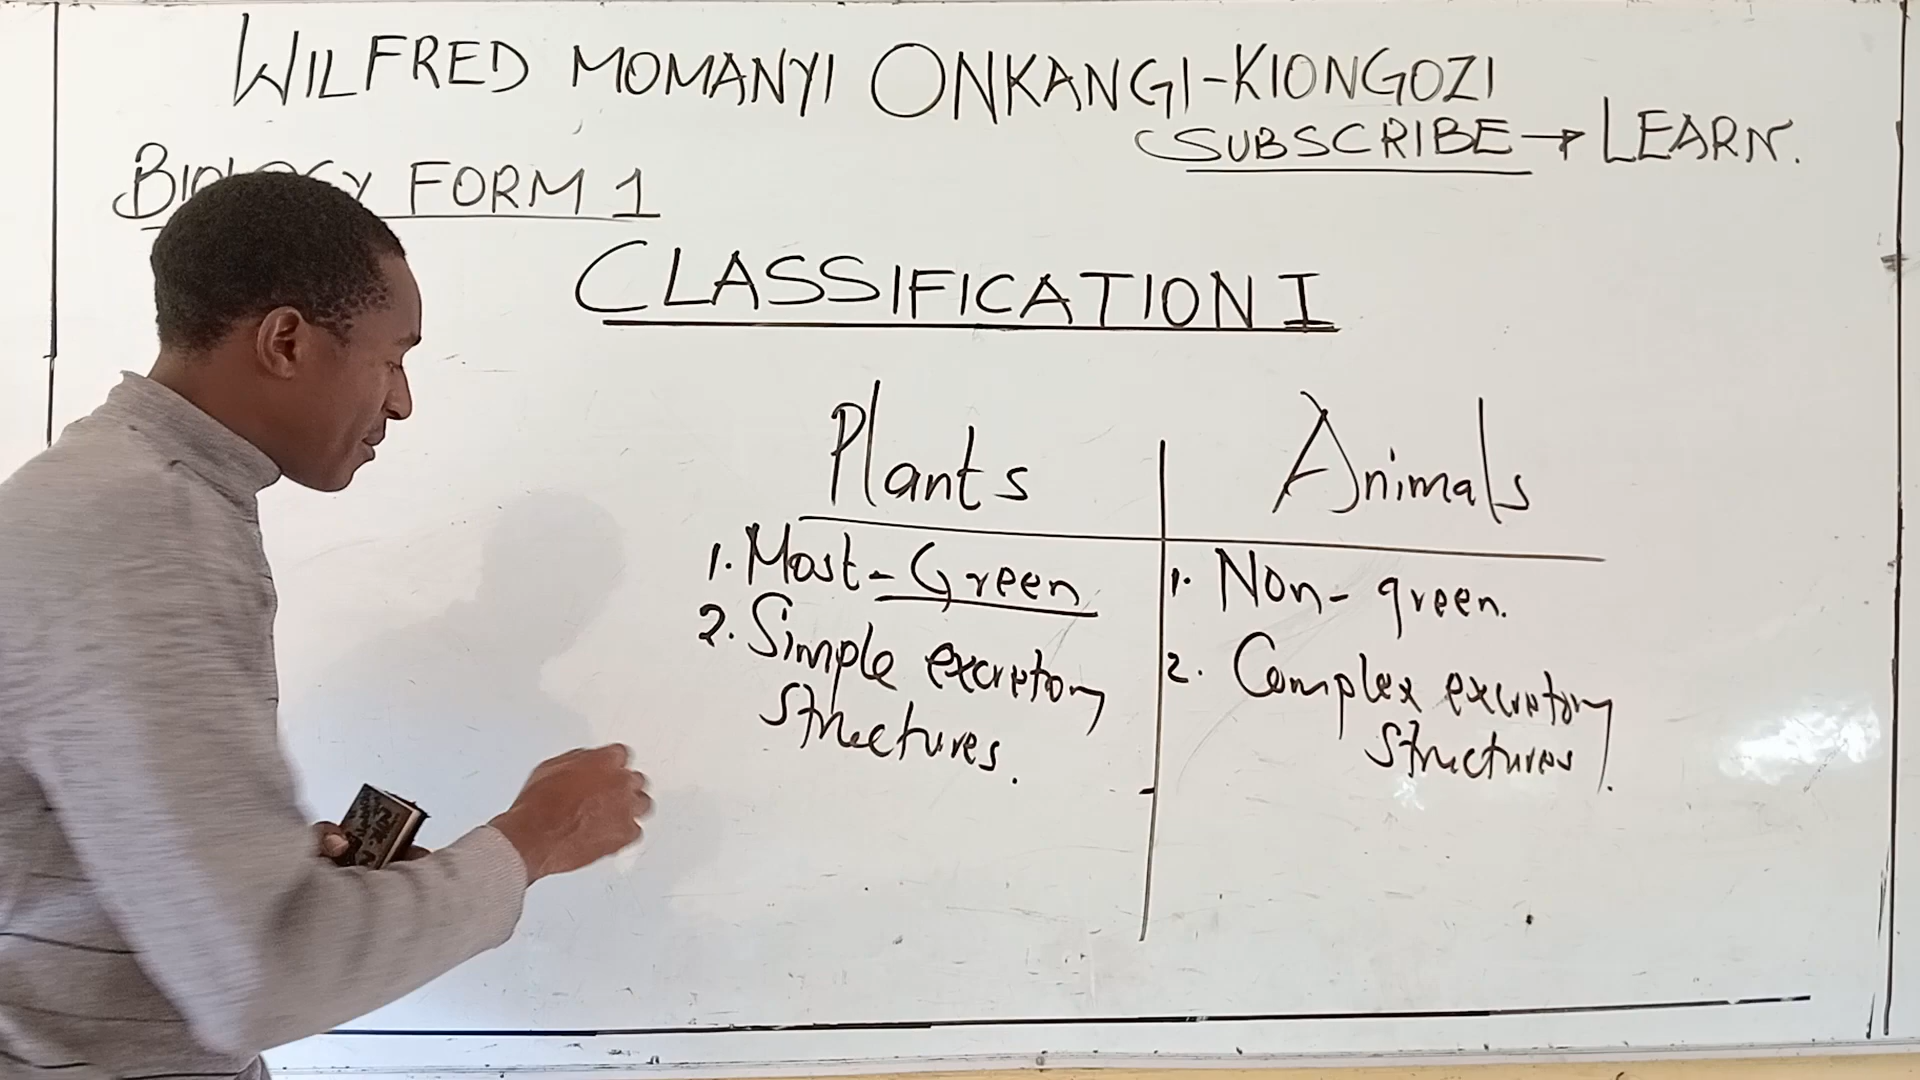 WILFRED MOMANYI ONKANGI-KIONGOZI
SUBSCRIBE → LEARN.
BIOLOGY FORM 1
CLASSIFICATION I
Plants
Animals
1. Most-Green
1. Non-green.
2. Simple excretory
structures.
2. Complex excretory
structures.